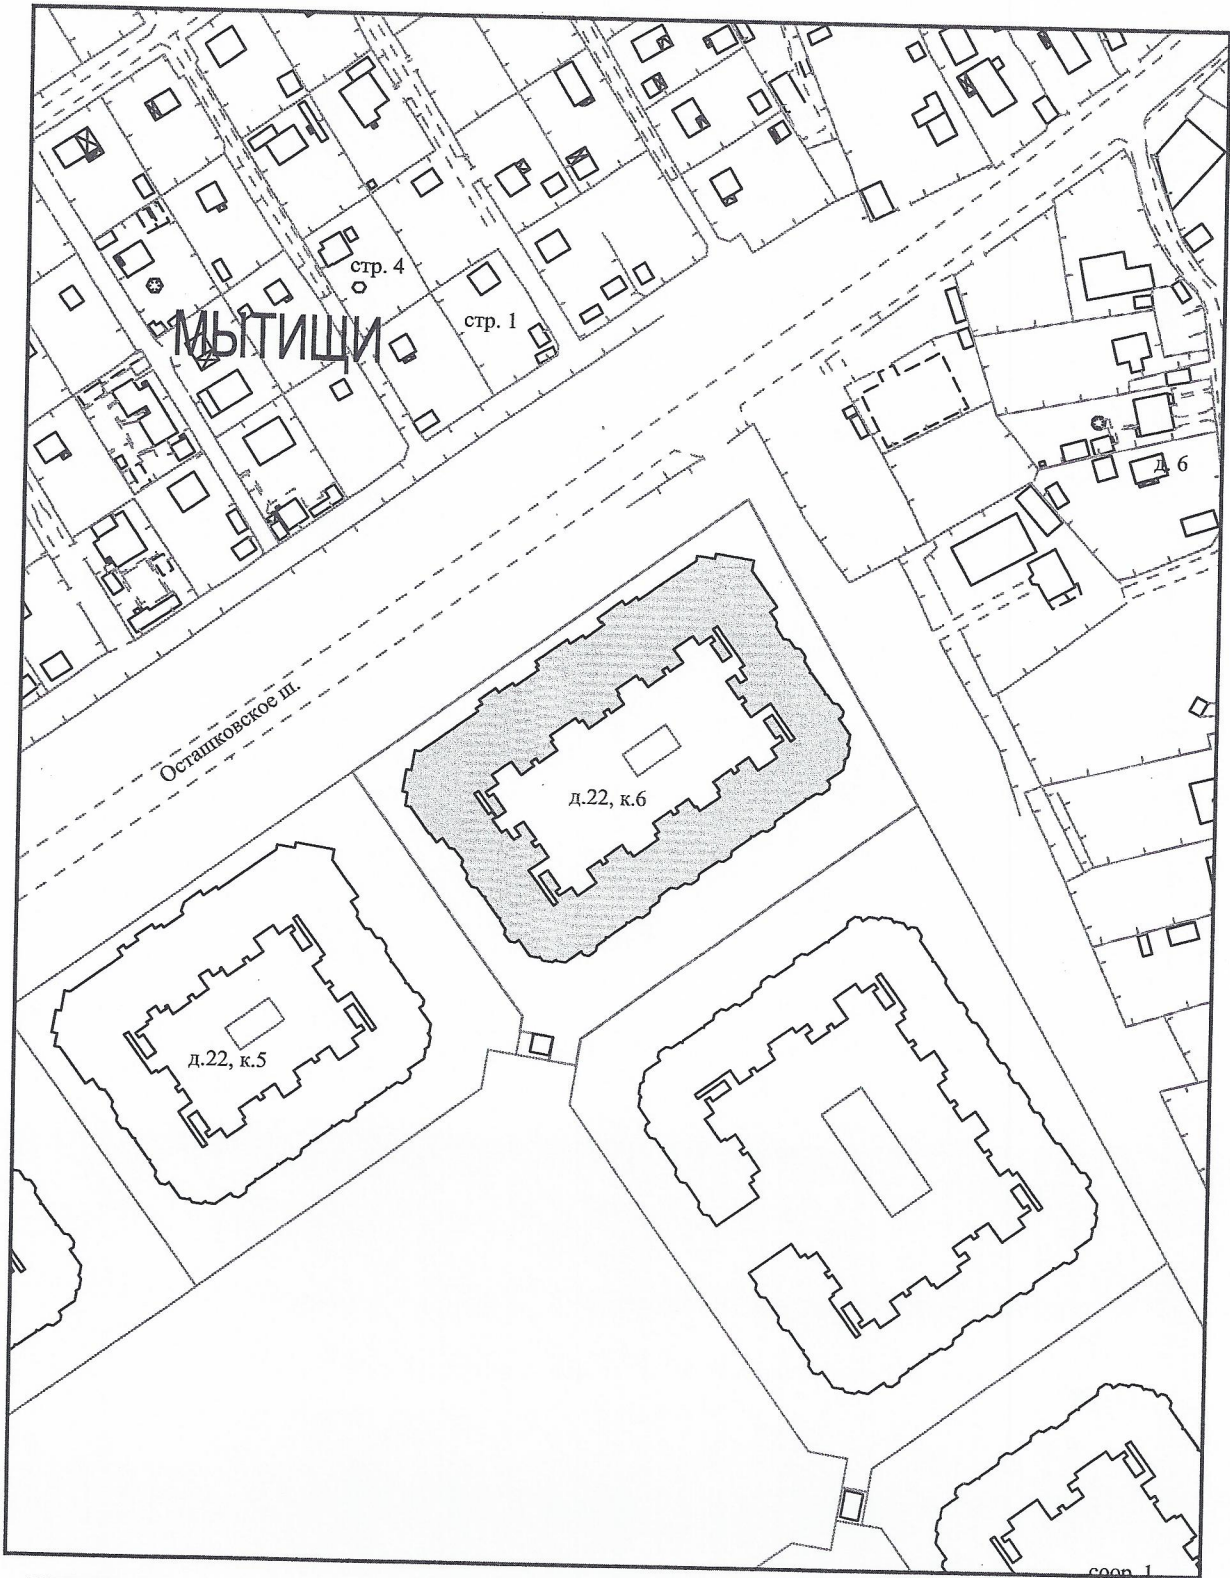 стр. 4
стр. 1
МЫТИЩИ
д. 6
Осташковское ш.
д.22, к.6
д.22, к.5
соор. 1